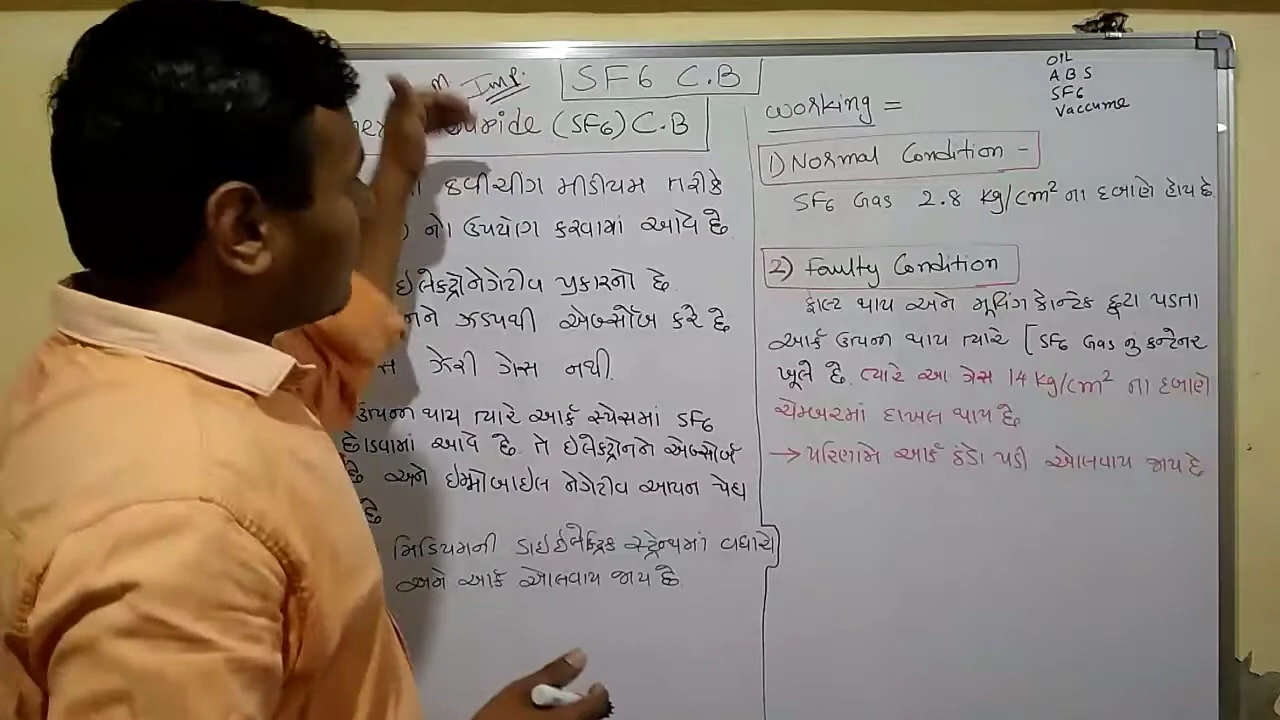 Imp.
SF6 C.B
(SF6) C.B
ક્વીચીંગ મીડીયમ તરીકે
નો ઉપયોગ કરવામાં આવે છે.
ઇલેક્ટ્રોનેગેટીવ પ્રકારનો છે.
ઝડપથી એબ્સોર્બ કરે છે
ઝેરી ગેસ નથી.
ઉત્પન્ન થાય ત્યારે આર્ક સ્પેસમાં SF6
છોડવામાં આવે છે. તે ઇલેક્ટ્રોનને એબ્સોર્બ
છે અને ઇમ્મોબાઇલ નેગેટીવ આયન પેદા
છે
મિડિયમની ડાઇઇલેક્ટ્રિક સ્ટ્રેન્થમાં વધારો
અને આર્ક ઓલવાય જાય છે.
OIL
A B S
SF6
Vaccume
Working =
1) Normal Condition -
SF6 Gas 2.8 kg/cm² ના દબાણે હોય છે
2) Faulty Condition
ફોલ્ટ થાય અને મૂવિંગ કોન્ટેક છુટા પડતા
આર્ક ઉત્પન્ન થાય ત્યારે [SF6 Gas નું કન્ટેનર
ખૂલે છે. ત્યારે આ ગેસ 14 kg/cm² ના દબાણે
ચેમ્બરમાં દાખલ થાય છે
→ પરિણામે આર્ક ઠંડો પડી ઓલવાય જાય છે